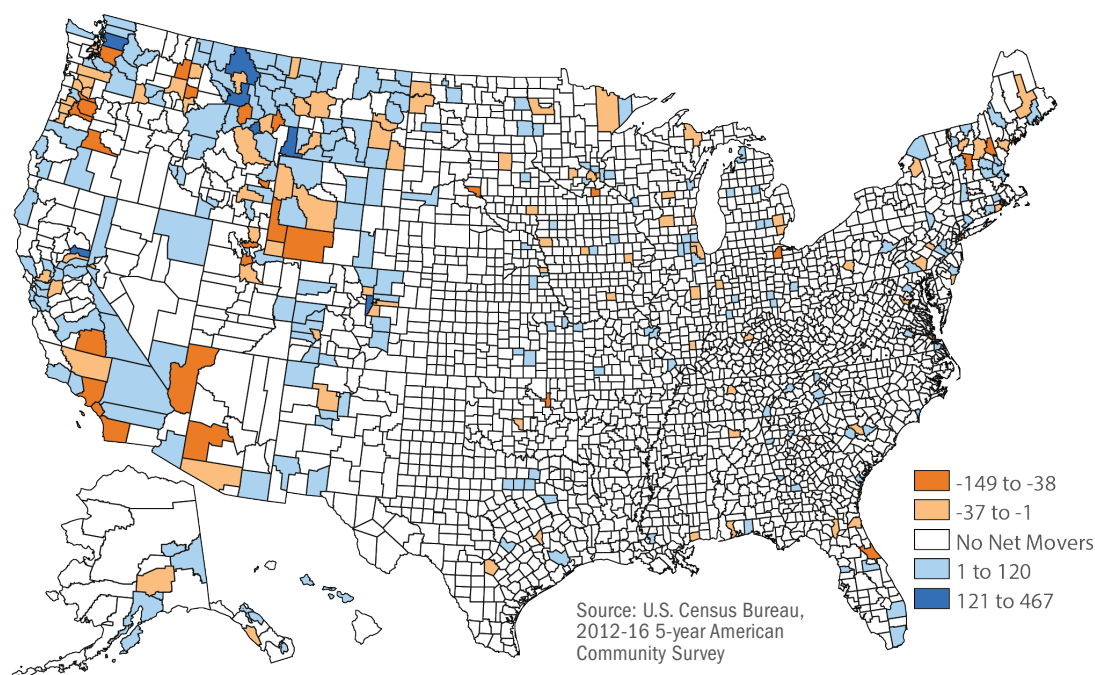 -149 to -38
-37 to -1
No Net Movers
1 to 120
121 to 467
Source: U.S. Census Bureau,
2012-16 5-year American
Community Survey